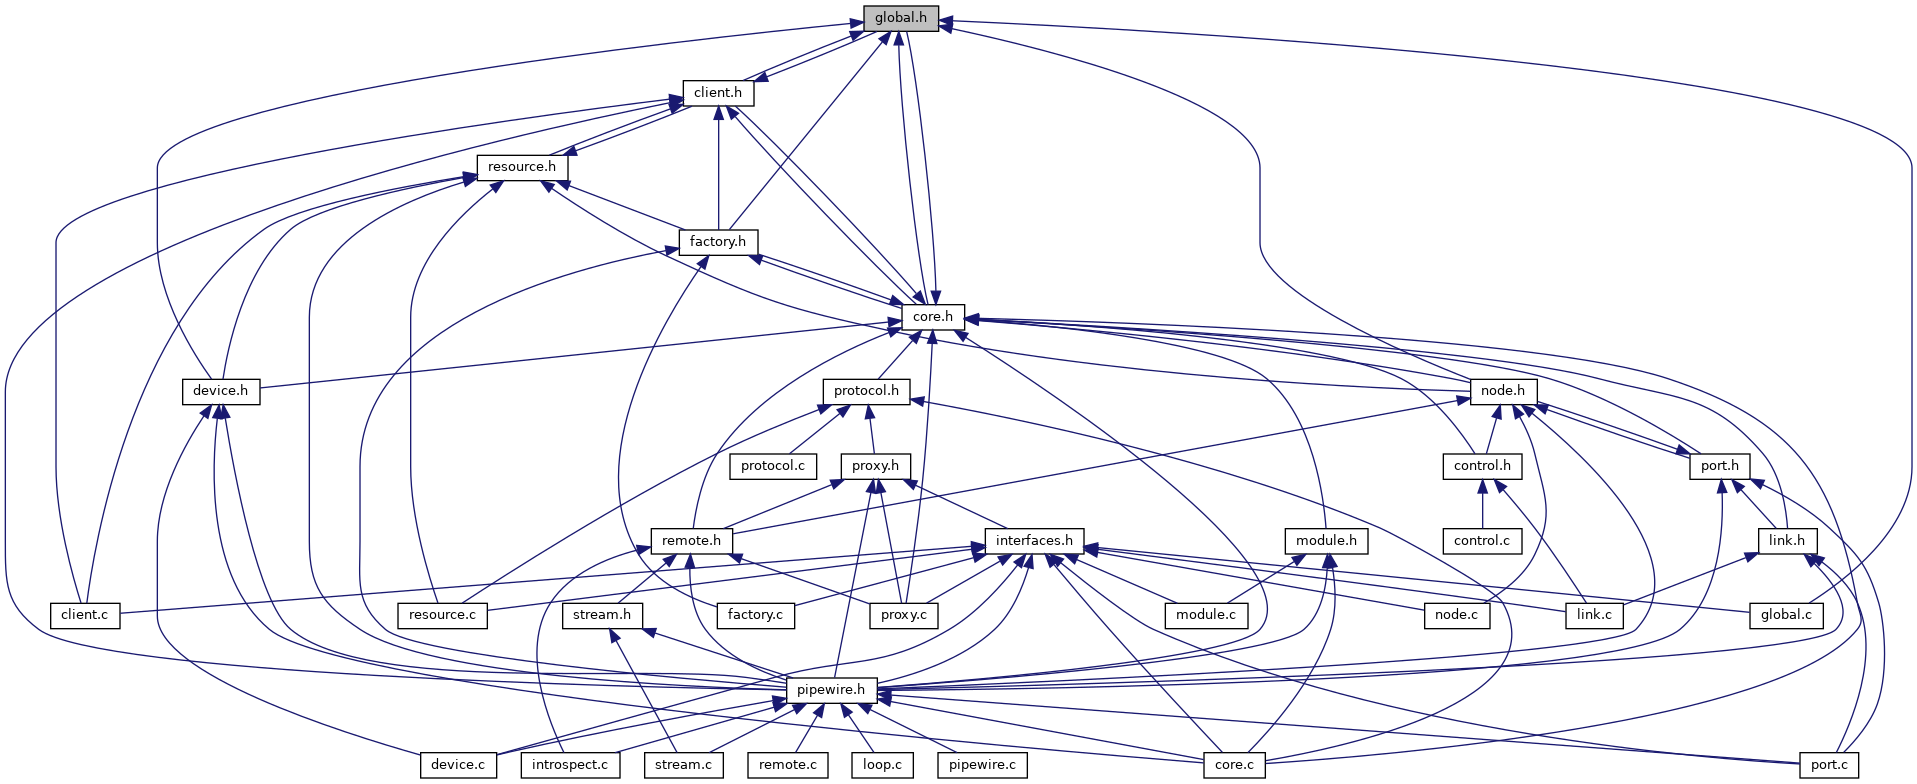 global.h
client.h
resource.h
factory.h
core.h
device.h
protocol.h
node.h
protocol.c
proxy.h
control.h
port.h
remote.h
interfaces.h
module.h
control.c
link.h
client.c
resource.c
stream.h
factory.c
proxy.c
module.c
node.c
link.c
global.c
pipewire.h
device.c
introspect.c
stream.c
remote.c
loop.c
pipewire.c
core.c
port.c